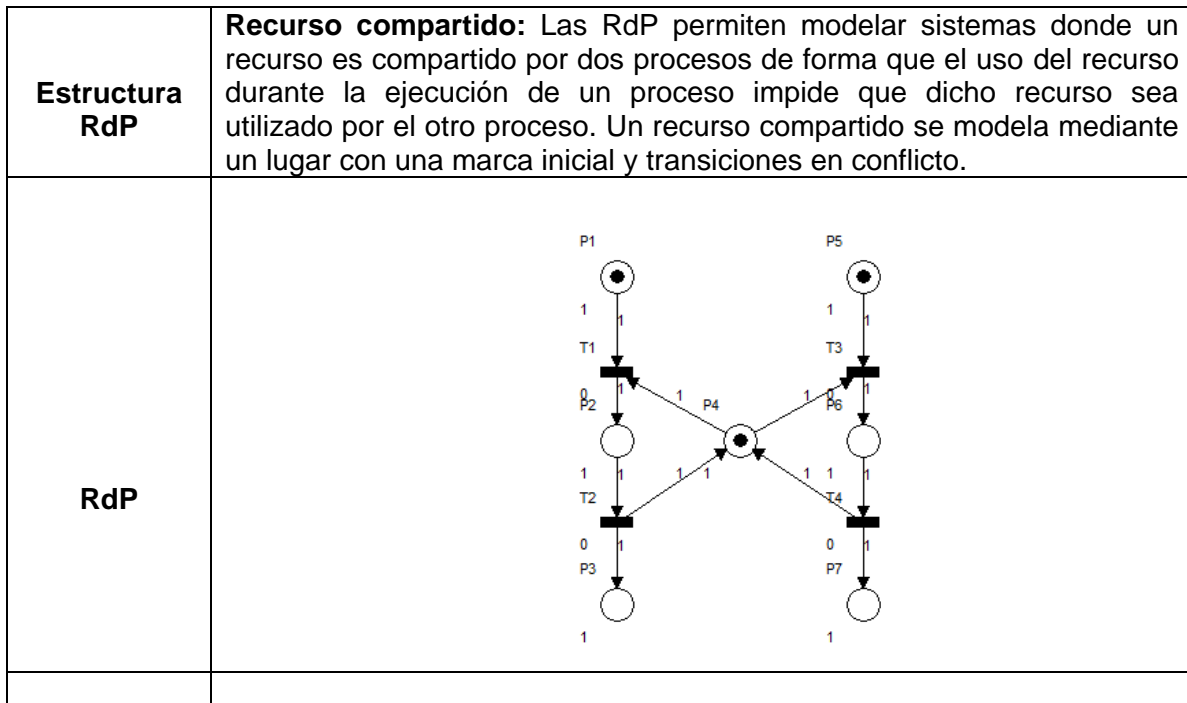 Recurso compartido: Las RdP permiten modelar sistemas donde un
recurso es compartido por dos procesos de forma que el uso del recurso
Estructura
RdP
durante la ejecución de un proceso impide que dicho recurso sea
utilizado por el otro proceso. Un recurso compartido se modela mediante
un lugar con una marca inicial y transiciones en conflicto.
RdP
P1 P5
1 1 1 1
T1 T3
0 1 1 1 0 1
P2 P4 P6
1 1 1 1 1 1 1
T2 T4
0 1 0 1
P3 P7
1 1